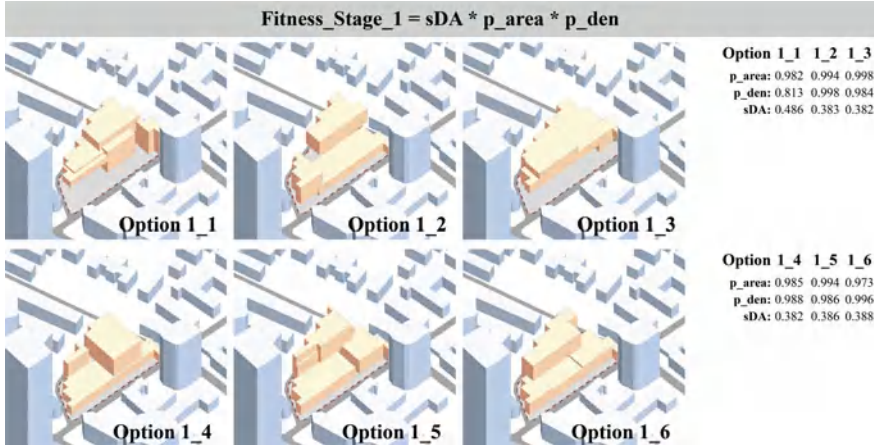 Fitness_Stage_1 = sDA * p_area * p_den
Option 1_1 1_2 1_3
p_area: 0.982 0.994 0.998
p_den: 0.813 0.998 0.984
sDA: 0.486 0.383 0.382
Option 1_1
Option 1_2
Option 1_3
Option 1_4 1_5 1_6
p_area: 0.985 0.994 0.973
p_den: 0.988 0.986 0.996
sDA: 0.382 0.386 0.388
Option 1_4
Option 1_5
Option 1_6